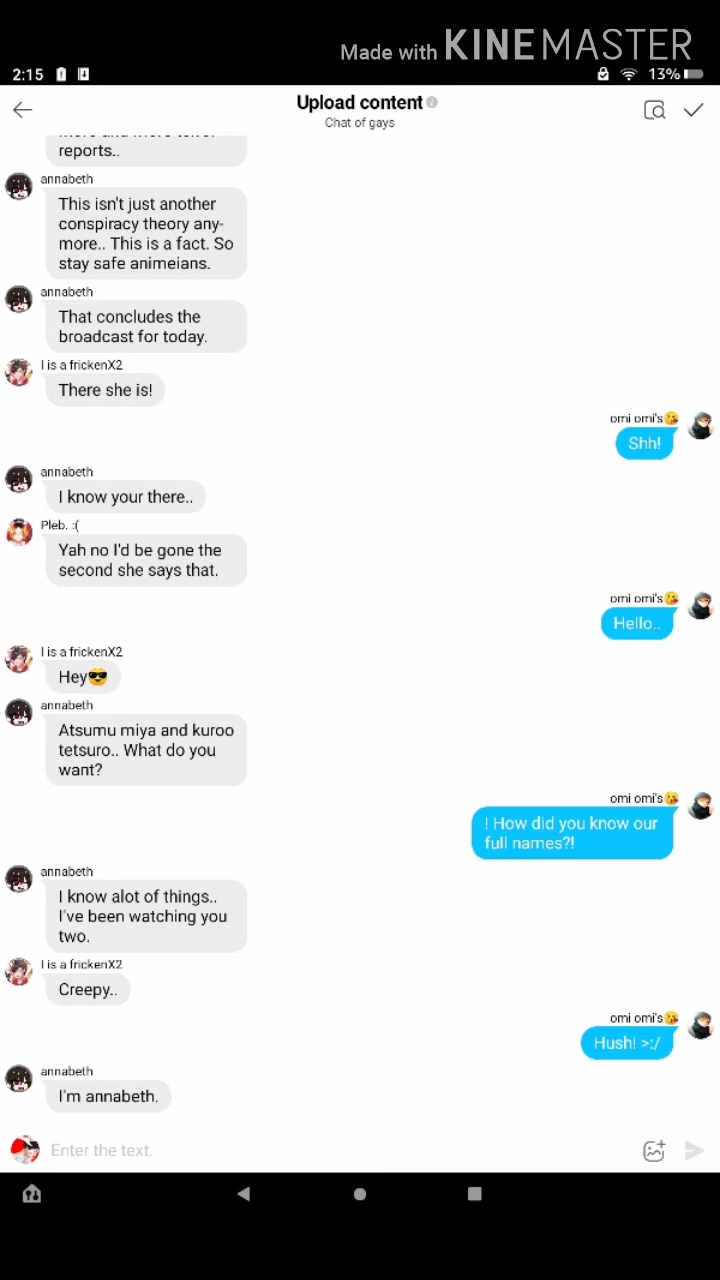 Made with KINEMASTER
2:15
13%
Upload content
Chat of gays
reports..
annabeth
This isn't just another
conspiracy theory any-
more.. This is a fact. So
stay safe animeians.
annabeth
That concludes the
broadcast for today.
I is a frickenX2
There she is!
omi omi's😘
Shh!
annabeth
I know your there..
Pleb. :(
Yah no I'd be gone the
second she says that.
omi omi's😘
Hello..
I is a frickenX2
Hey😎
annabeth
Atsumu miya and kuroo
tetsuro.. What do you
want?
omi omi's😘
! How did you know our
full names?!
annabeth
I know alot of things..
I've been watching you
two.
I is a frickenX2
Creepy..
omi omi's😘
Hush! >:/
annabeth
I'm annabeth.
Enter the text.